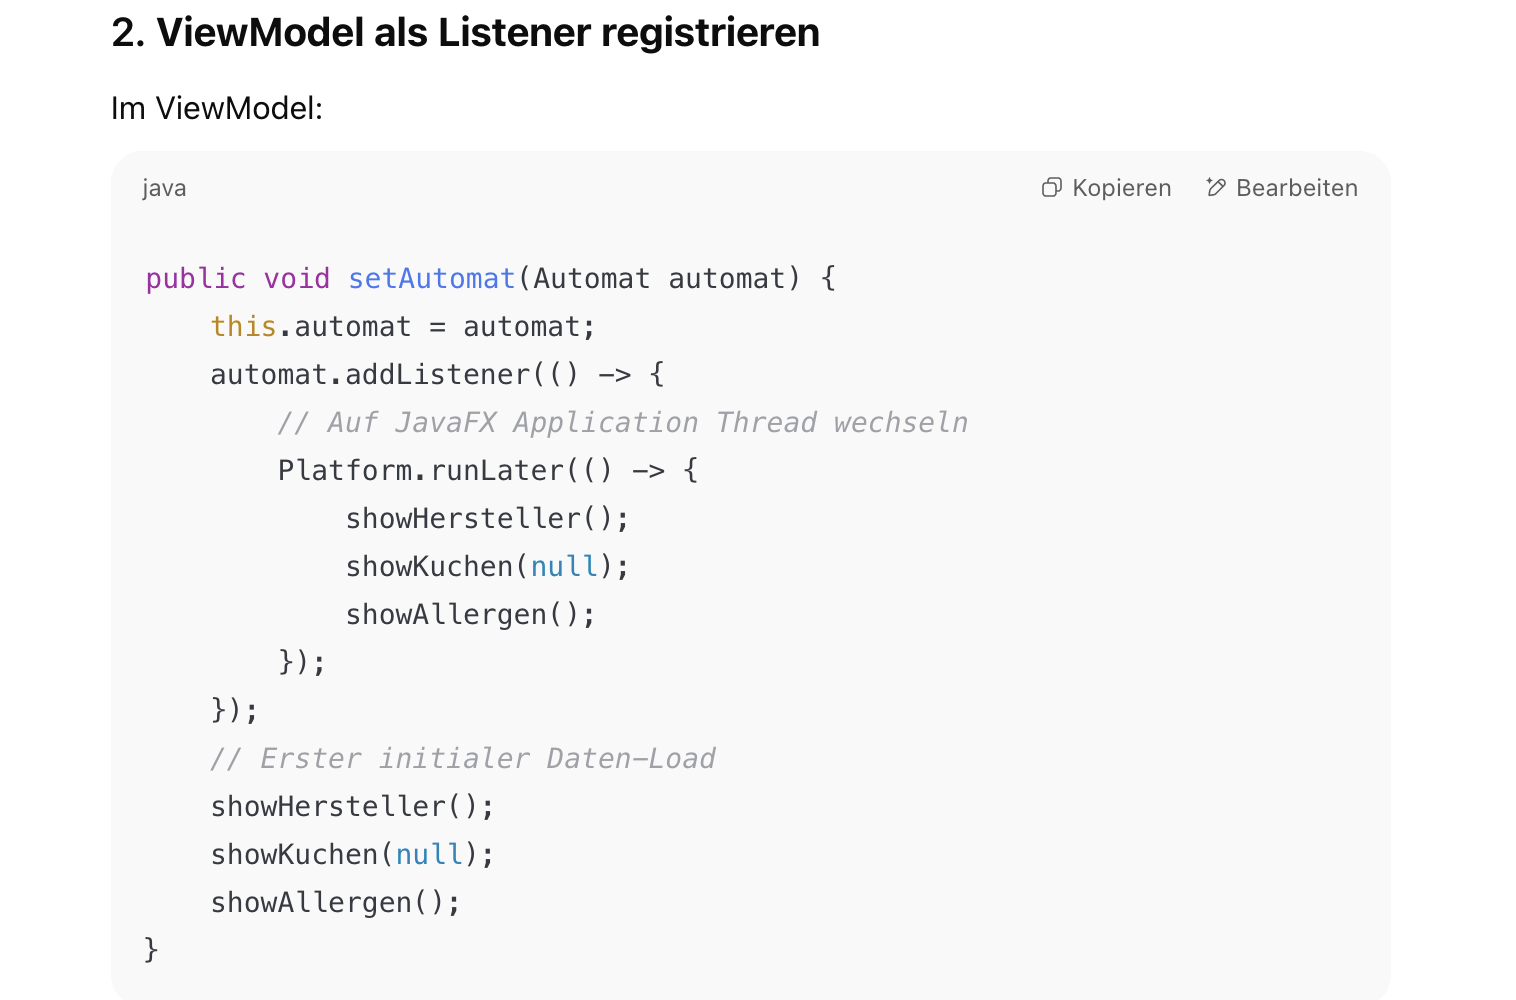 2. ViewModel als Listener registrieren
Im ViewModel:
java
Kopieren
Bearbeiten
public void setAutomat(Automat automat) {
    this.automat = automat;
    automat.addListener(() -> {
        // Auf JavaFX Application Thread wechseln
        Platform.runLater(() -> {
            showHersteller();
            showKuchen(null);
            showAllergen();
        });
    });
    // Erster initialer Daten-Load
    showHersteller();
    showKuchen(null);
    showAllergen();
}